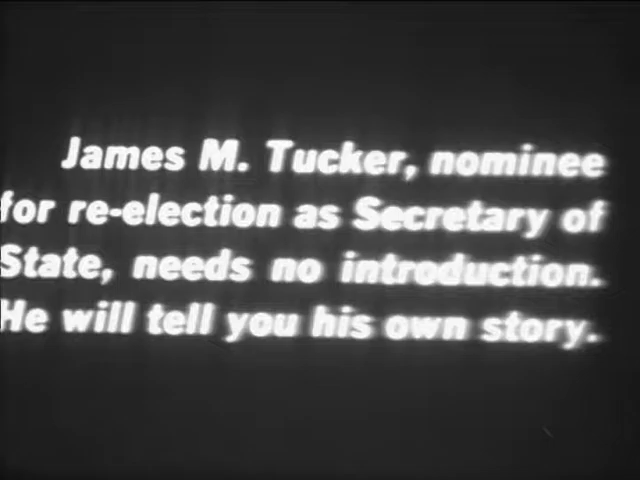 James M. Tucker, nominee
for re-election as Secretary of
State, needs no introduction.
He will tell you his own story.